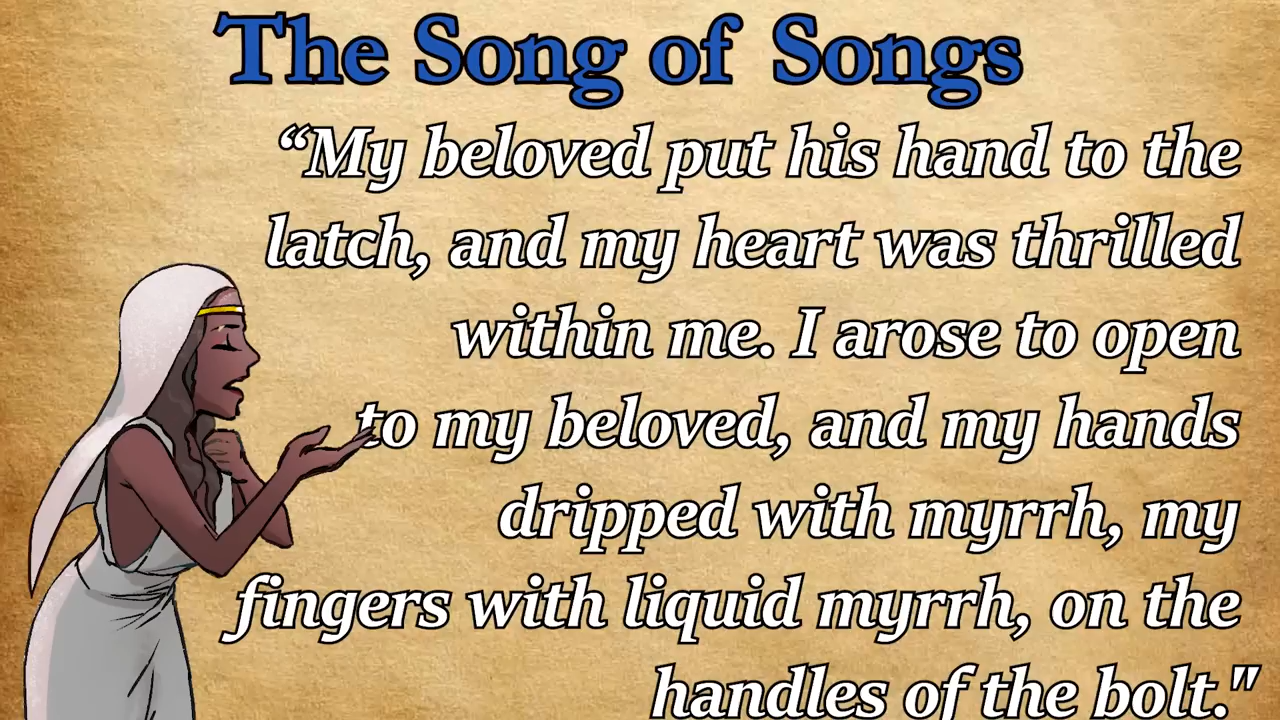 The Song of Songs
“My beloved put his hand to the
latch, and my heart was thrilled
within me. I arose to open
to my beloved, and my hands
dripped with myrrh, my
fingers with liquid myrrh, on the
handles of the bolt."